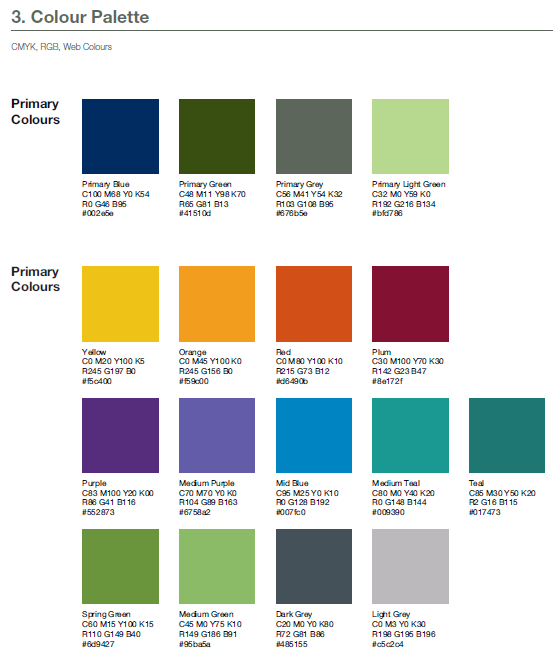 3. Colour Palette
CMYK, RGB, Web Colours
Primary
Colours
Primary Blue
C100 M68 Y0 K54
R0 G46 B95
#002e5e
Primary Green
C48 M11 Y98 K70
R65 G81 B13
#41510d
Primary Grey
C56 M41 Y54 K32
R103 G108 B95
#676b5e
Primary Light Green
C32 M0 Y59 K0
R192 G216 B134
#bfd786
Primary
Colours
Yellow
C0 M20 Y100 K5
R245 G197 B0
#f5c400
Orange
C0 M45 Y100 K0
R245 G156 B0
#f59c00
Red
C0 M80 Y100 K10
R215 G73 B12
#d6490b
Plum
C30 M100 Y70 K30
R142 G23 B47
#8e172f
Purple
C83 M100 Y20 K00
R86 G41 B116
#552873
Medium Purple
C70 M70 Y0 K0
R104 G89 B163
#6758a2
Mid Blue
C95 M25 Y0 K10
R0 G128 B192
#007fc0
Medium Teal
C80 M0 Y40 K20
R0 G148 B144
#009390
Teal
C85 M30 Y50 K20
R2 G16 B115
#017473
Spring Green
C60 M15 Y100 K15
R110 G149 B40
#6d9427
Medium Green
C45 M0 Y75 K10
R149 G186 B91
#95ba5a
Dark Grey
C20 M0 Y0 K80
R72 G81 B86
#485155
Light Grey
C0 M3 Y0 K30
R198 G195 B196
#c5c2c4